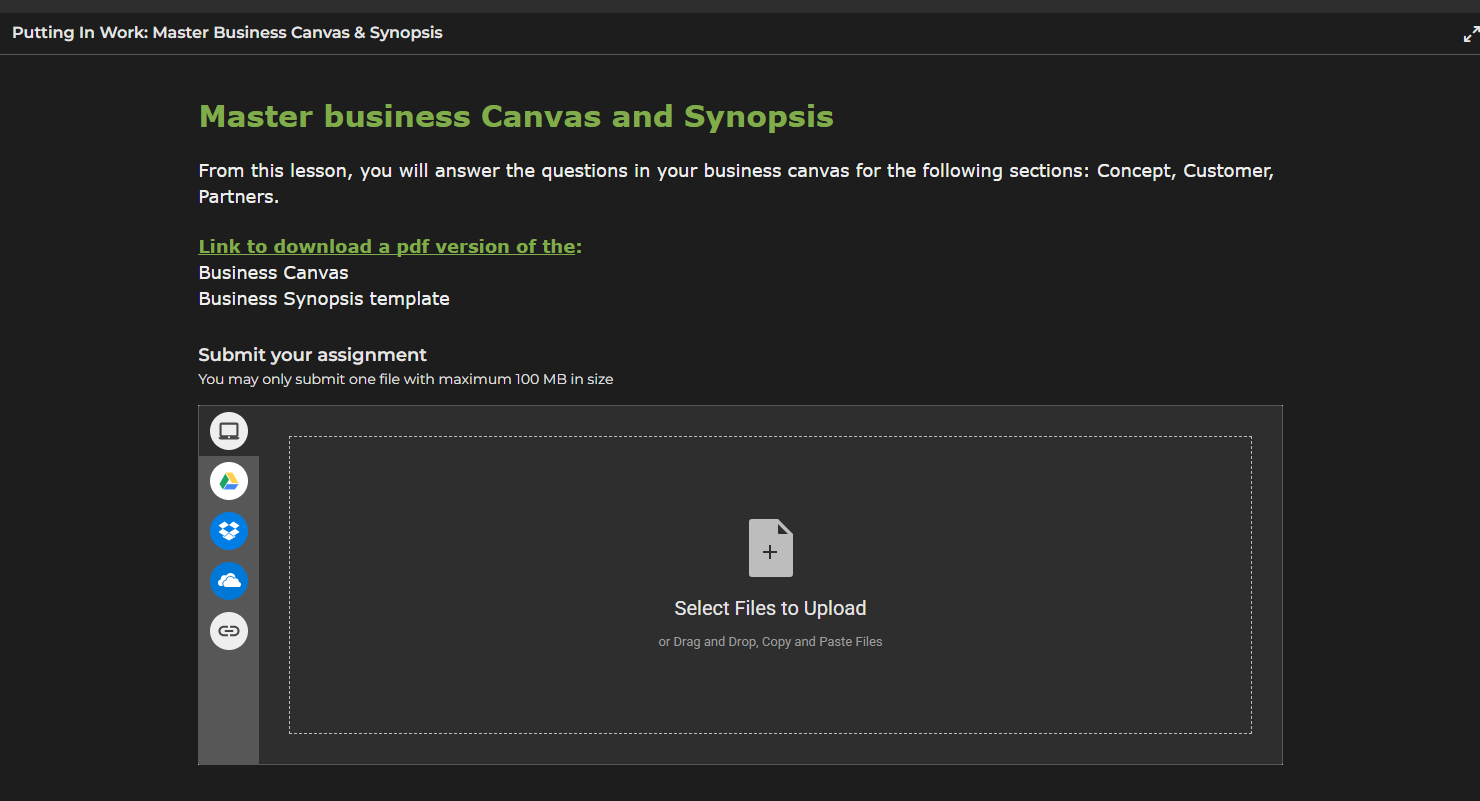 Putting In Work: Master Business Canvas & Synopsis
Master business Canvas and Synopsis
From this lesson, you will answer the questions in your business canvas for the following sections: Concept, Customer,
Partners.
Link to download a pdf version of the:
Business Canvas
Business Synopsis template
Submit your assignment
You may only submit one file with maximum 100 MB in size
Select Files to Upload
or Drag and Drop, Copy and Paste Files